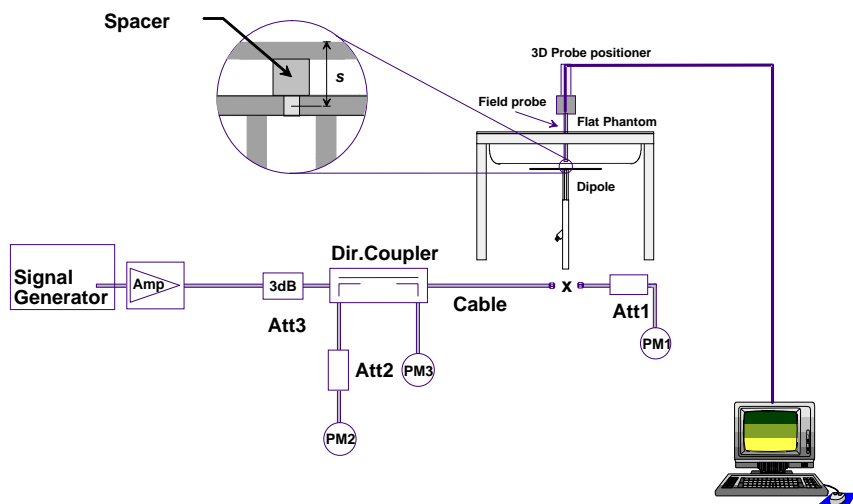 Spacer
s
3D Probe positioner
Field probe
Flat Phantom
Dipole
Signal
Generator
Amp
3dB
Att3
Dir.Coupler
Cable
x
Att1
PM1
Att2
PM3
PM2